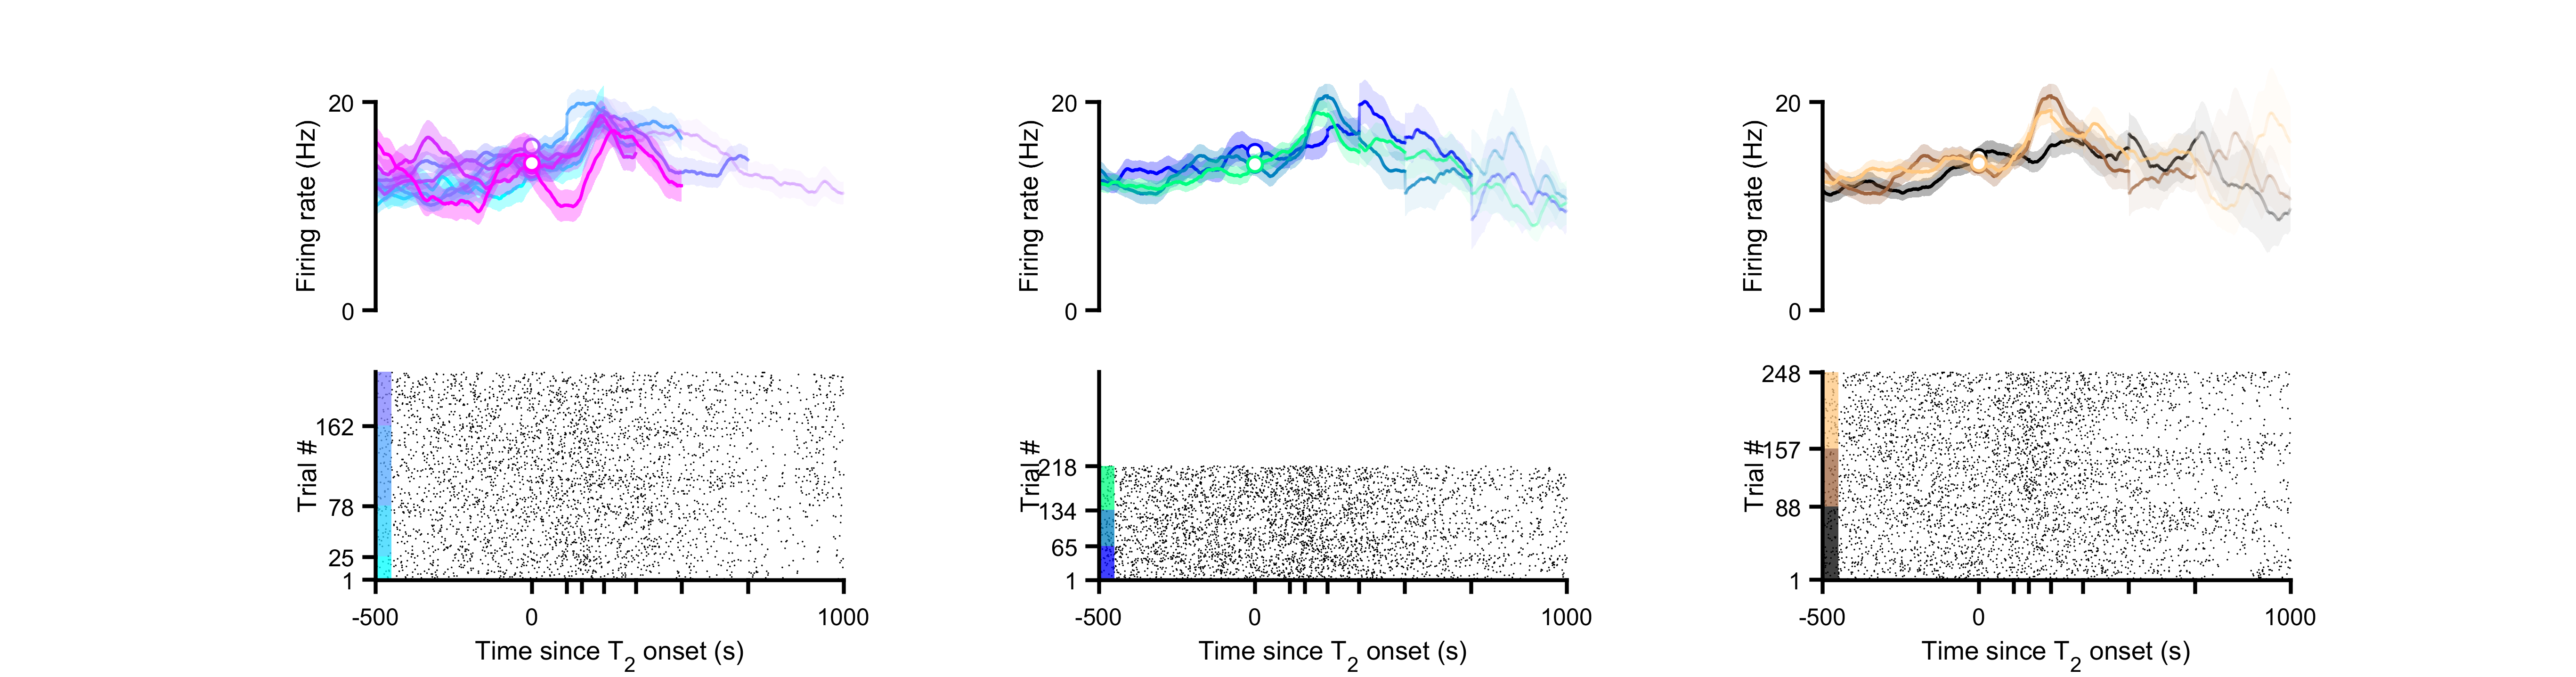 20
Firing rate (Hz)
0
162
Trial #
78
25
1
-500 0 1000
Time since T2 onset (s)
20
Firing rate (Hz)
0
218
Trial #
134
65
1
-500 0 1000
Time since T2 onset (s)
20
Firing rate (Hz)
0
248
157
Trial #
88
1
-500 0 1000
Time since T2 onset (s)